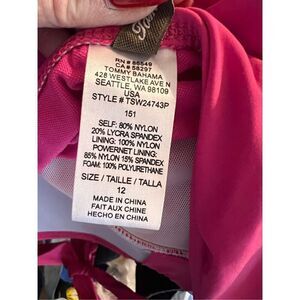 RN # 86549
CA # 58297
TOMMY BAHAMA
428 WESTLAKE AVE N
SEATTLE, WA 98109
USA
STYLE # TSW24743P
151
SELF: 80% NYLON
20% LYCRA SPANDEX
LINING: 100% NYLON
POWERNET LINING:
85% NYLON 15% SPANDEX
FOAM: 100% POLYURETHANE
SIZE / TAILLE / TALLA
12
MADE IN CHINA
FAIT AUX CHINE
HECHO EN CHINA